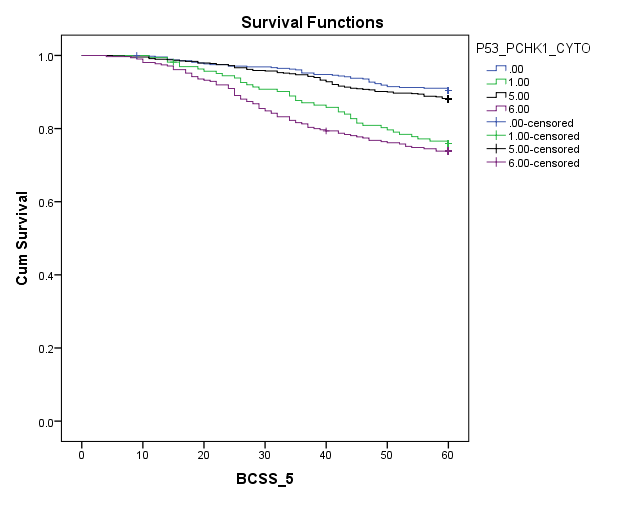 Survival Functions
P53_PCHK1_CYTO
.00
1.00
5.00
6.00
.00-censored
1.00-censored
5.00-censored
6.00-censored
Cum Survival
1.0
0.8
0.6
0.4
0.2
0.0
0 10 20 30 40 50 60
BCSS_5